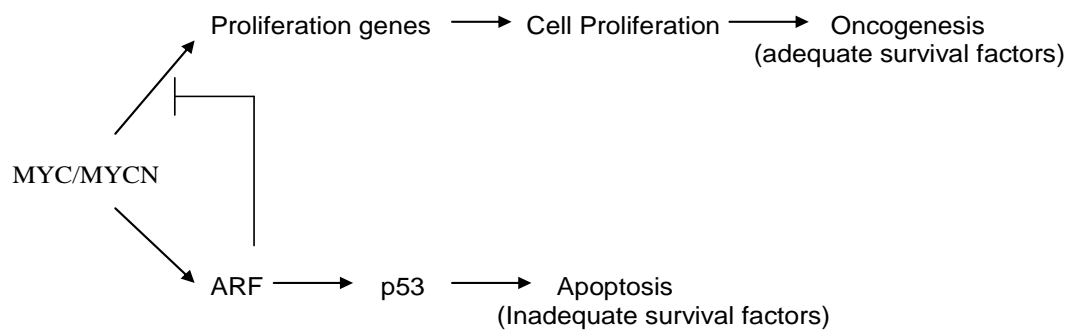 Proliferation genes Cell Proliferation Oncogenesis
(adequate survival factors)
MYC/MYCN
ARF p53 Apoptosis
(Inadequate survival factors)